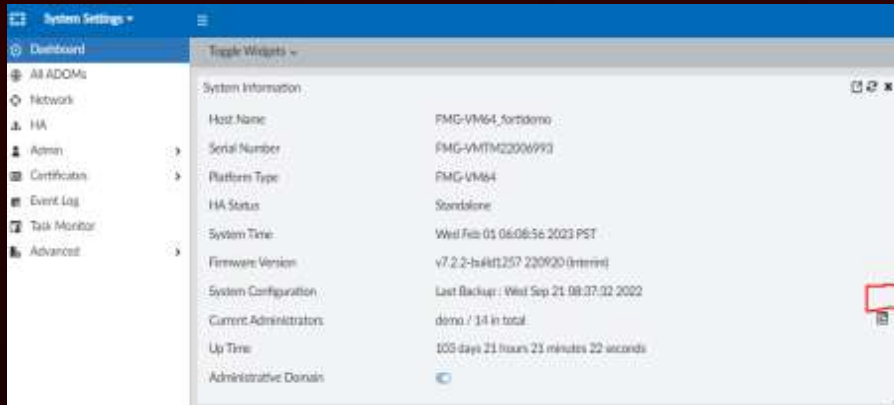 System Settings
Dashboard
All ADOMs
Network
HA
Admin
Certificates
Event Log
Task Monitor
Advanced
Toggle Widgets
System Information
Host Name FMG-VM64_fortidemo
Serial Number FMG-VMTM22006993
Platform Type FMG-VM64
HA Status Standalone
System Time Wed Feb 01 06:08:56 2023 PST
Firmware Version v7.2.2-build1257 220920 (Interim)
System Configuration Last Backup : Wed Sep 21 08:37:32 2022
Current Administrators demo / 14 in total
Up Time 103 days 21 hours 21 minutes 22 seconds
Administrative Domain